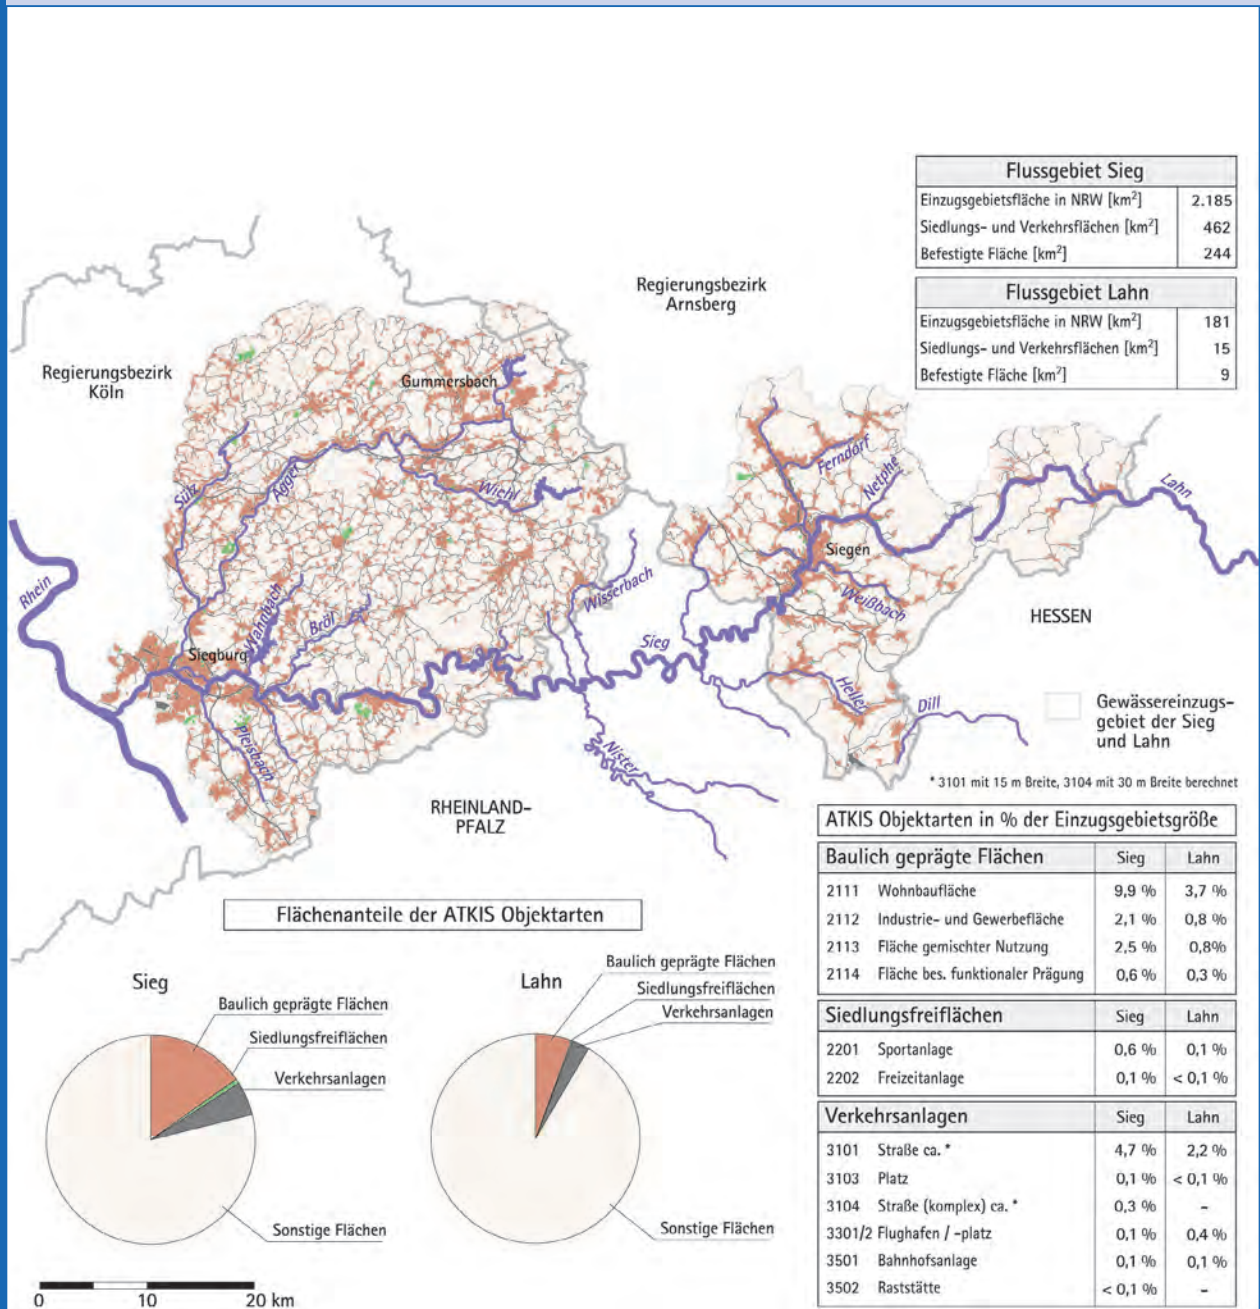 Flussgebiet Sieg
Einzugsgebietsfläche in NRW [km²] 2.185
Siedlungs- und Verkehrsflächen [km²] 462
Befestigte Fläche [km²] 244
Flussgebiet Lahn
Einzugsgebietsfläche in NRW [km²] 181
Siedlungs- und Verkehrsflächen [km²] 15
Befestigte Fläche [km²] 9
Regierungsbezirk
Arnsberg
Regierungsbezirk
Köln
Gummersbach
Ferndorf
Netphe
Lahn
Sülz
Agger
Wiehl
Siegen
Rhein
Wisserbach
Weißbach
HESSEN
Wahnbach
Bröl
Siegburg
Sieg
Heller
Dill
Pleisbach
Nister
Gewässereinzugs-
gebiet der Sieg
und Lahn
* 3101 mit 15 m Breite, 3104 mit 30 m Breite berechnet
RHEINLAND-
PFALZ
ATKIS Objektarten in % der Einzugsgebietsgröße
Baulich geprägte Flächen Sieg Lahn
2111 Wohnbaufläche 9,9 % 3,7 %
2112 Industrie- und Gewerbefläche 2,1 % 0,8 %
2113 Fläche gemischter Nutzung 2,5 % 0,8%
2114 Fläche bes. funktionaler Prägung 0,6 % 0,3 %
Siedlungsfreiflächen Sieg Lahn
2201 Sportanlage 0,6 % 0,1 %
2202 Freizeitanlage 0,1 % < 0,1 %
Verkehrsanlagen Sieg Lahn
3101 Straße ca. * 4,7 % 2,2 %
3103 Platz 0,1 % < 0,1 %
3104 Straße (komplex) ca. * 0,3 % -
3301/2 Flughafen / -platz 0,1 % 0,4 %
3501 Bahnhofsanlage 0,1 % 0,1 %
3502 Raststätte < 0,1 % -
Flächenanteile der ATKIS Objektarten
Sieg
Baulich geprägte Flächen
Siedlungsfreiflächen
Verkehrsanlagen
Sonstige Flächen
Lahn
Baulich geprägte Flächen
Siedlungsfreiflächen
Verkehrsanlagen
Sonstige Flächen
0 10 20 km